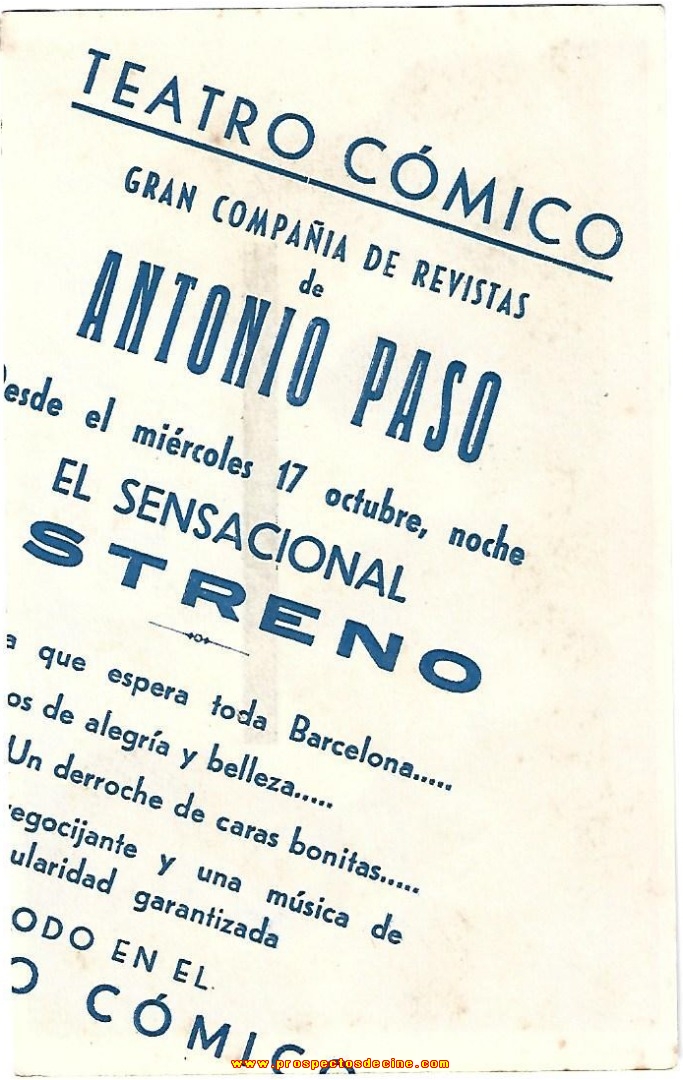 TEATRO CÓMICO
GRAN COMPAÑIA DE REVISTAS
de
ANTONIO PASO
Desde el miércoles 17 octubre, noche
EL SENSACIONAL
STRENO
a que espera toda Barcelona.....
os de alegría y belleza.....
Un derroche de caras bonitas.....
regocijante y una música de
ularidad garantizada
ODO EN EL
O CÓMICO
www.prospectosdecine.com